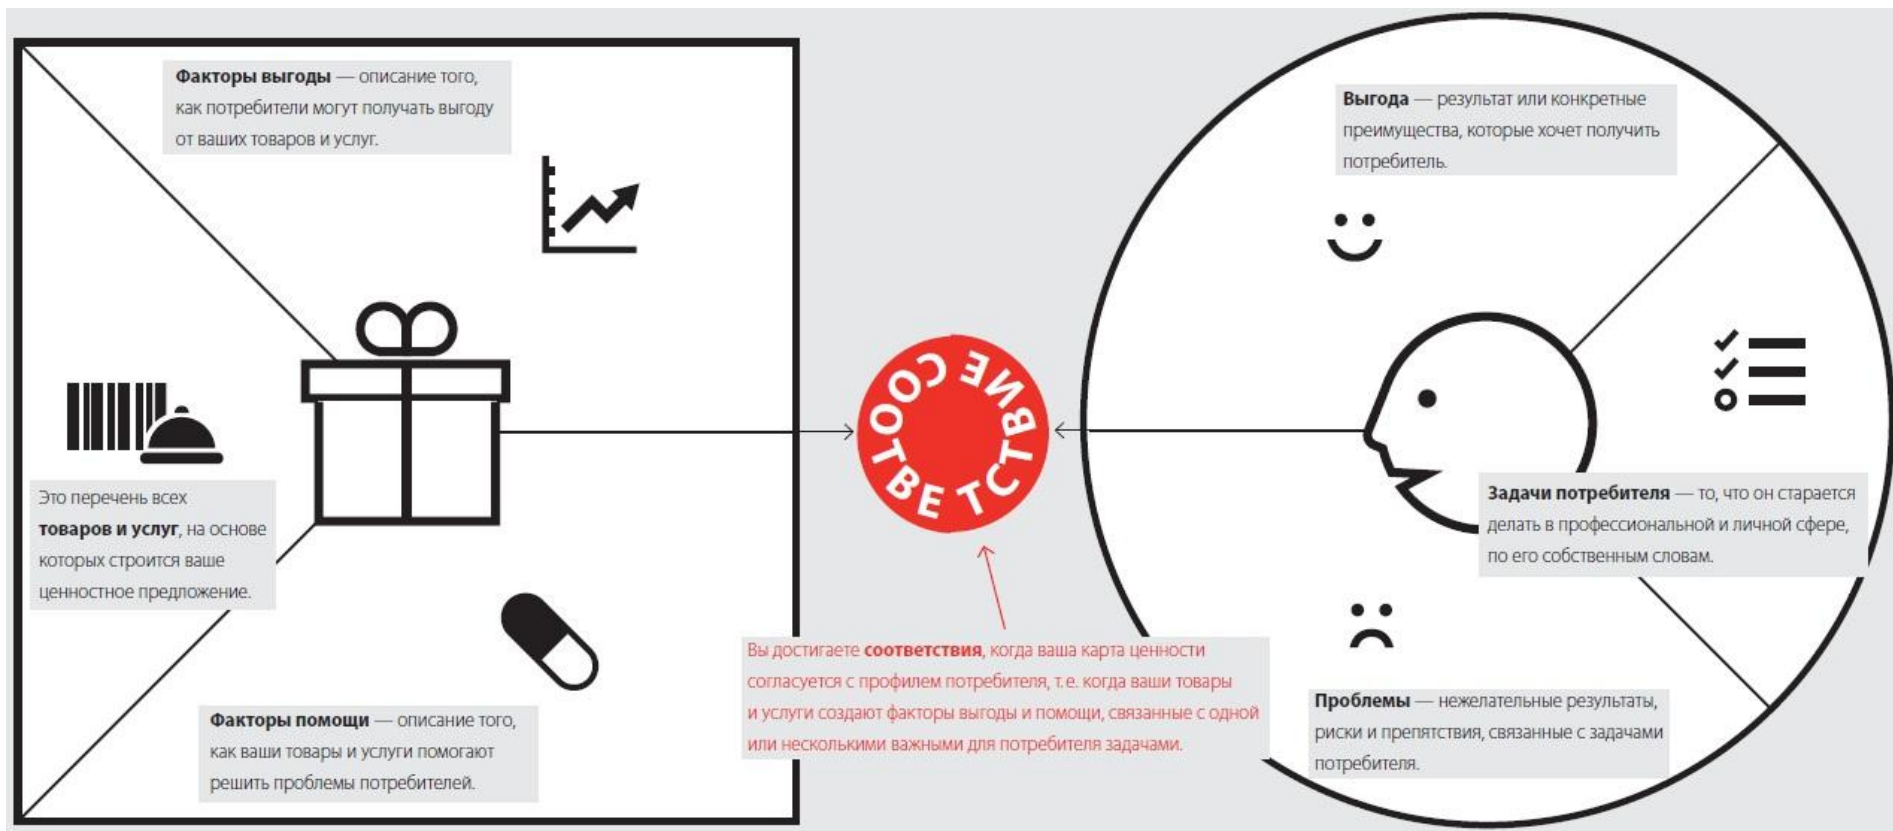 Факторы выгоды — описание того,
как потребители могут получать выгоду
от ваших товаров и услуг.
Это перечень всех
товаров и услуг, на основе
которых строится ваше
ценностное предложение.
Факторы помощи — описание того,
как ваши товары и услуги помогают
решить проблемы потребителей.
СООТВЕТСТВИЕ
Вы достигаете соответствия, когда ваша карта ценности
согласуется с профилем потребителя, т. е. когда ваши товары
и услуги создают факторы выгоды и помощи, связанные с одной
или несколькими важными для потребителя задачами.
Выгода — результат или конкретные
преимущества, которые хочет получить
потребитель.
Задачи потребителя — то, что он старается
делать в профессиональной и личной сфере,
по его собственным словам.
Проблемы — нежелательные результаты,
риски и препятствия, связанные с задачами
потребителя.